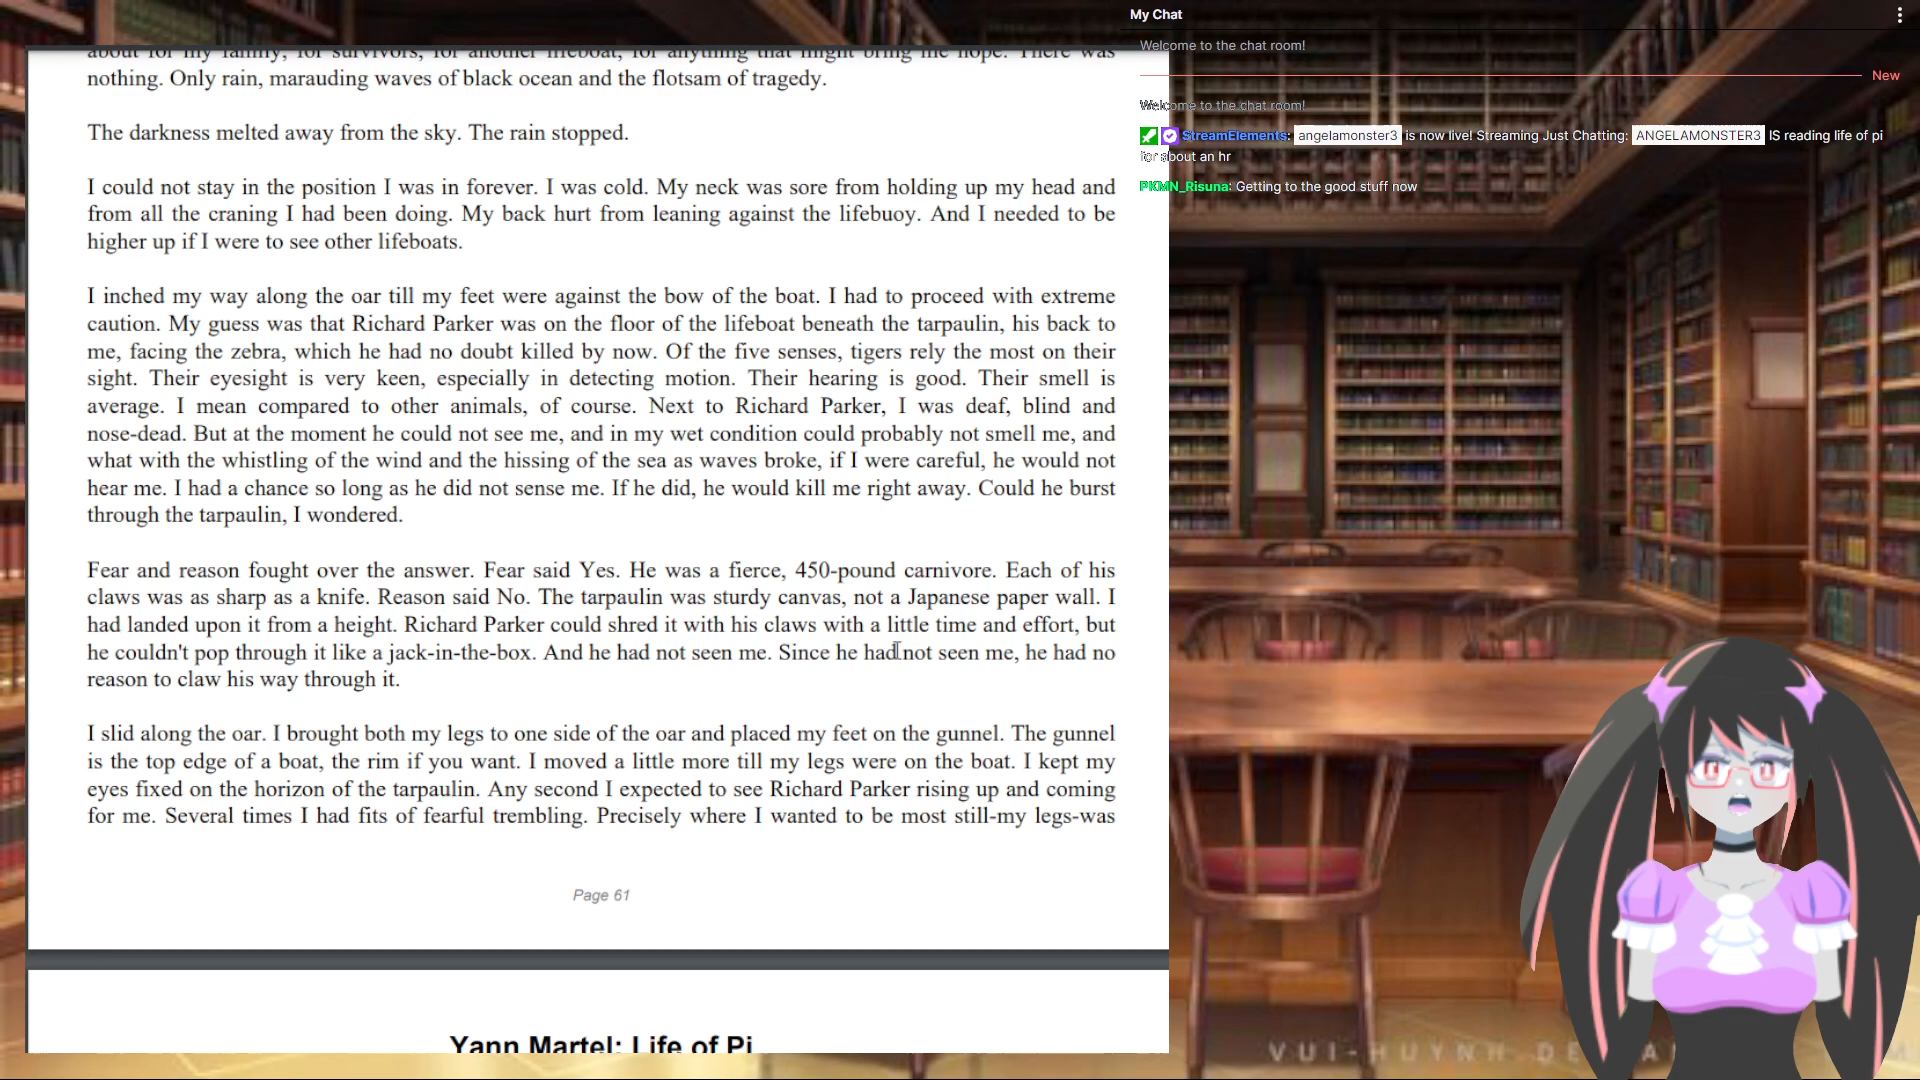 about for my family, for survivors, for another lifeboat, for anything that might bring me hope. There was
nothing. Only rain, marauding waves of black ocean and the flotsam of tragedy.
The darkness melted away from the sky. The rain stopped.
I could not stay in the position I was in forever. I was cold. My neck was sore from holding up my head and
from all the craning I had been doing. My back hurt from leaning against the lifebuoy. And I needed to be
higher up if I were to see other lifeboats.
I inched my way along the oar till my feet were against the bow of the boat. I had to proceed with extreme
caution. My guess was that Richard Parker was on the floor of the lifeboat beneath the tarpaulin, his back to
me, facing the zebra, which he had no doubt killed by now. Of the five senses, tigers rely the most on their
sight. Their eyesight is very keen, especially in detecting motion. Their hearing is good. Their smell is
average. I mean compared to other animals, of course. Next to Richard Parker, I was deaf, blind and
nose-dead. But at the moment he could not see me, and in my wet condition could probably not smell me, and
what with the whistling of the wind and the hissing of the sea as waves broke, if I were careful, he would not
hear me. I had a chance so long as he did not sense me. If he did, he would kill me right away. Could he burst
through the tarpaulin, I wondered.
Fear and reason fought over the answer. Fear said Yes. He was a fierce, 450-pound carnivore. Each of his
claws was as sharp as a knife. Reason said No. The tarpaulin was sturdy canvas, not a Japanese paper wall. I
had landed upon it from a height. Richard Parker could shred it with his claws with a little time and effort, but
he couldn't pop through it like a jack-in-the-box. And he had not seen me. Since he had not seen me, he had no
reason to claw his way through it.
I slid along the oar. I brought both my legs to one side of the oar and placed my feet on the gunnel. The gunnel
is the top edge of a boat, the rim if you want. I moved a little more till my legs were on the boat. I kept my
eyes fixed on the horizon of the tarpaulin. Any second I expected to see Richard Parker rising up and coming
for me. Several times I had fits of fearful trembling. Precisely where I wanted to be most still-my legs-was
Page 61
Yann Martel: Life of Pi
My Chat
Welcome to the chat room!
New
Welcome to the chat room!
StreamElements: angelamonster3 is now live! Streaming Just Chatting: ANGELAMONSTER3 IS reading life of pi
for about an hr
PKMN_Risuna: Getting to the good stuff now
VUI-HUYNH